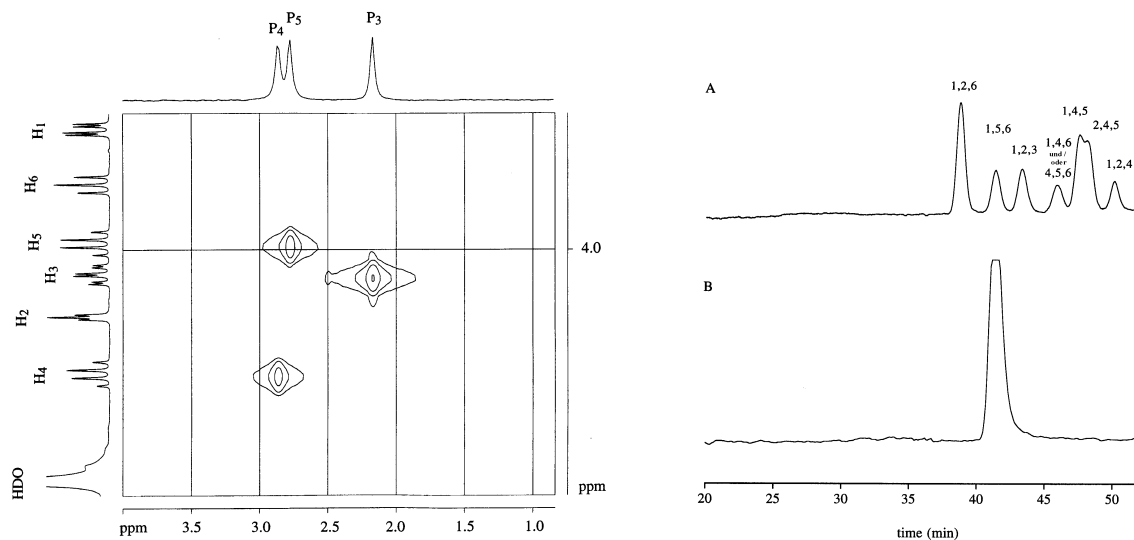 P4 P5 P3
H1
H6
H5
H3
H2
H4
HDO
4.0
ppm
ppm 3.5 3.0 2.5 2.0 1.5 1.0
A
1,2,6
1,5,6
1,2,3
1,4,6
und /
oder
4,5,6
1,4,5
2,4,5
1,2,4
B
20 25 30 35 40 45 50
time (min)